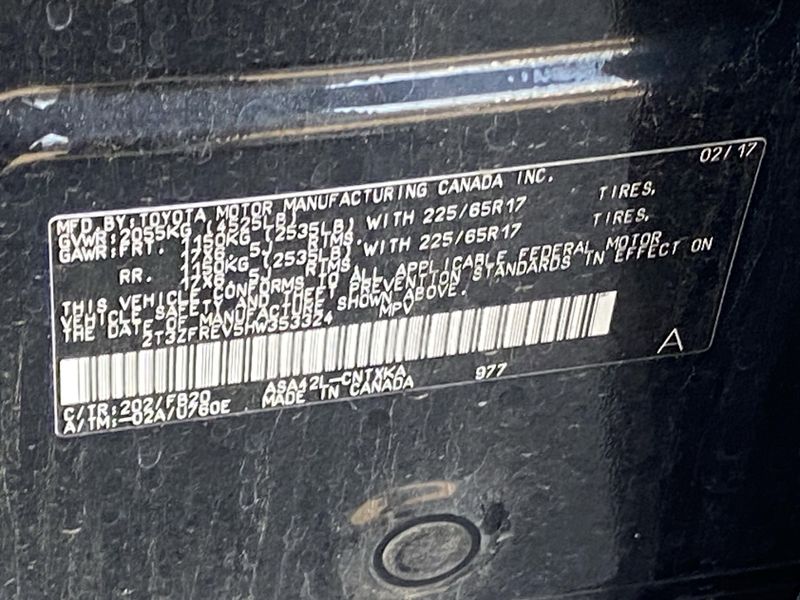 02/17
MFD. BY: TOYOTA MOTOR MANUFACTURING CANADA INC.
GVWR: 2055KG (4525LB)
GAWR: FRT. 1150KG (2535LB) WITH 225/65R17 TIRES,
17X6.5J RIMS.
RR. 1150KG (2535LB) WITH 225/65R17 TIRES,
17X6.5J RIMS.
THIS VEHICLE CONFORMS TO ALL APPLICABLE FEDERAL MOTOR
VEHICLE SAFETY AND THEFT PREVENTION STANDARDS IN EFFECT ON
THE DATE OF MANUFACTURE SHOWN ABOVE.
2T3ZFREV5HW353324 MPV
A
C/TR: 202/FB20 ASA42L-CNTXKA 977
A/TM: -02A/U760E MADE IN CANADA